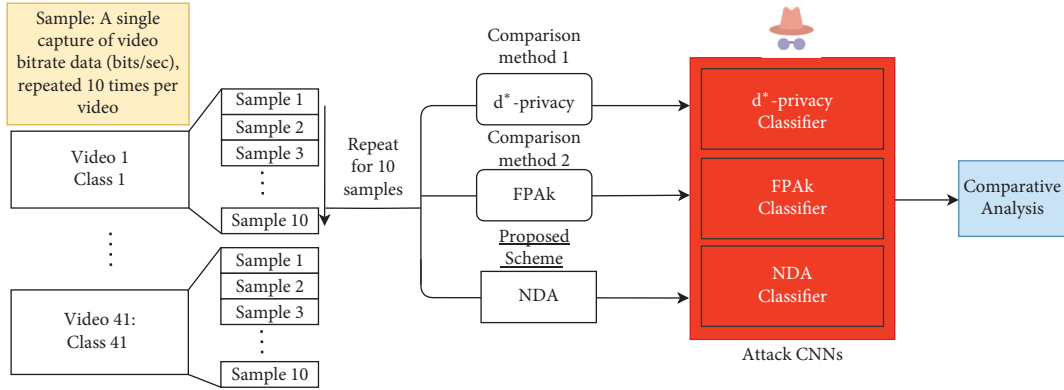 Sample: A single
capture of video
bitrate data (bits/sec),
repeated 10 times per
video
Video 1
Class 1
Sample 1
Sample 2
Sample 3
Sample 10
Video 41:
Class 41
Sample 1
Sample 2
Sample 3
Sample 10
Repeat
for 10
samples
Comparison
method 1
d*-privacy
Comparison
method 2
FPAk
Proposed
Scheme
NDA
d*-privacy
Classifier
FPAk
Classifier
NDA
Classifier
Attack CNNs
Comparative
Analysis